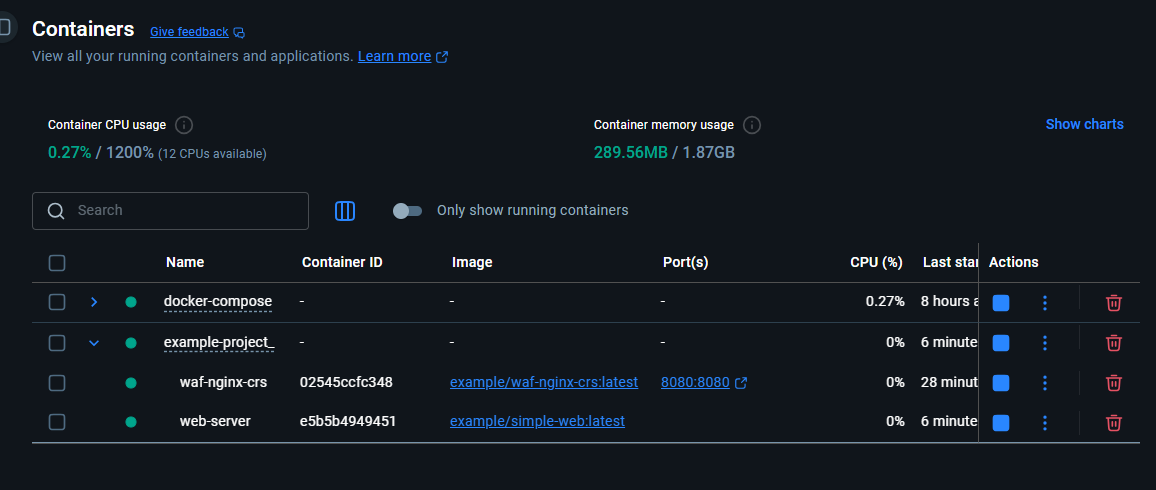 Containers Give feedback
View all your running containers and applications. Learn more
Container CPU usage Container memory usage Show charts
0.27% / 1200% (12 CPUs available) 289.56MB / 1.87GB
Search Only show running containers
Name Container ID Image Port(s) CPU (%) Last star Actions
docker-compose - - - 0.27% 8 hours a
example-project_ - - - 0% 6 minute
waf-nginx-crs 02545ccfc348 example/waf-nginx-crs:latest 8080:8080 0% 28 minut
web-server e5b5b4949451 example/simple-web:latest 0% 6 minute